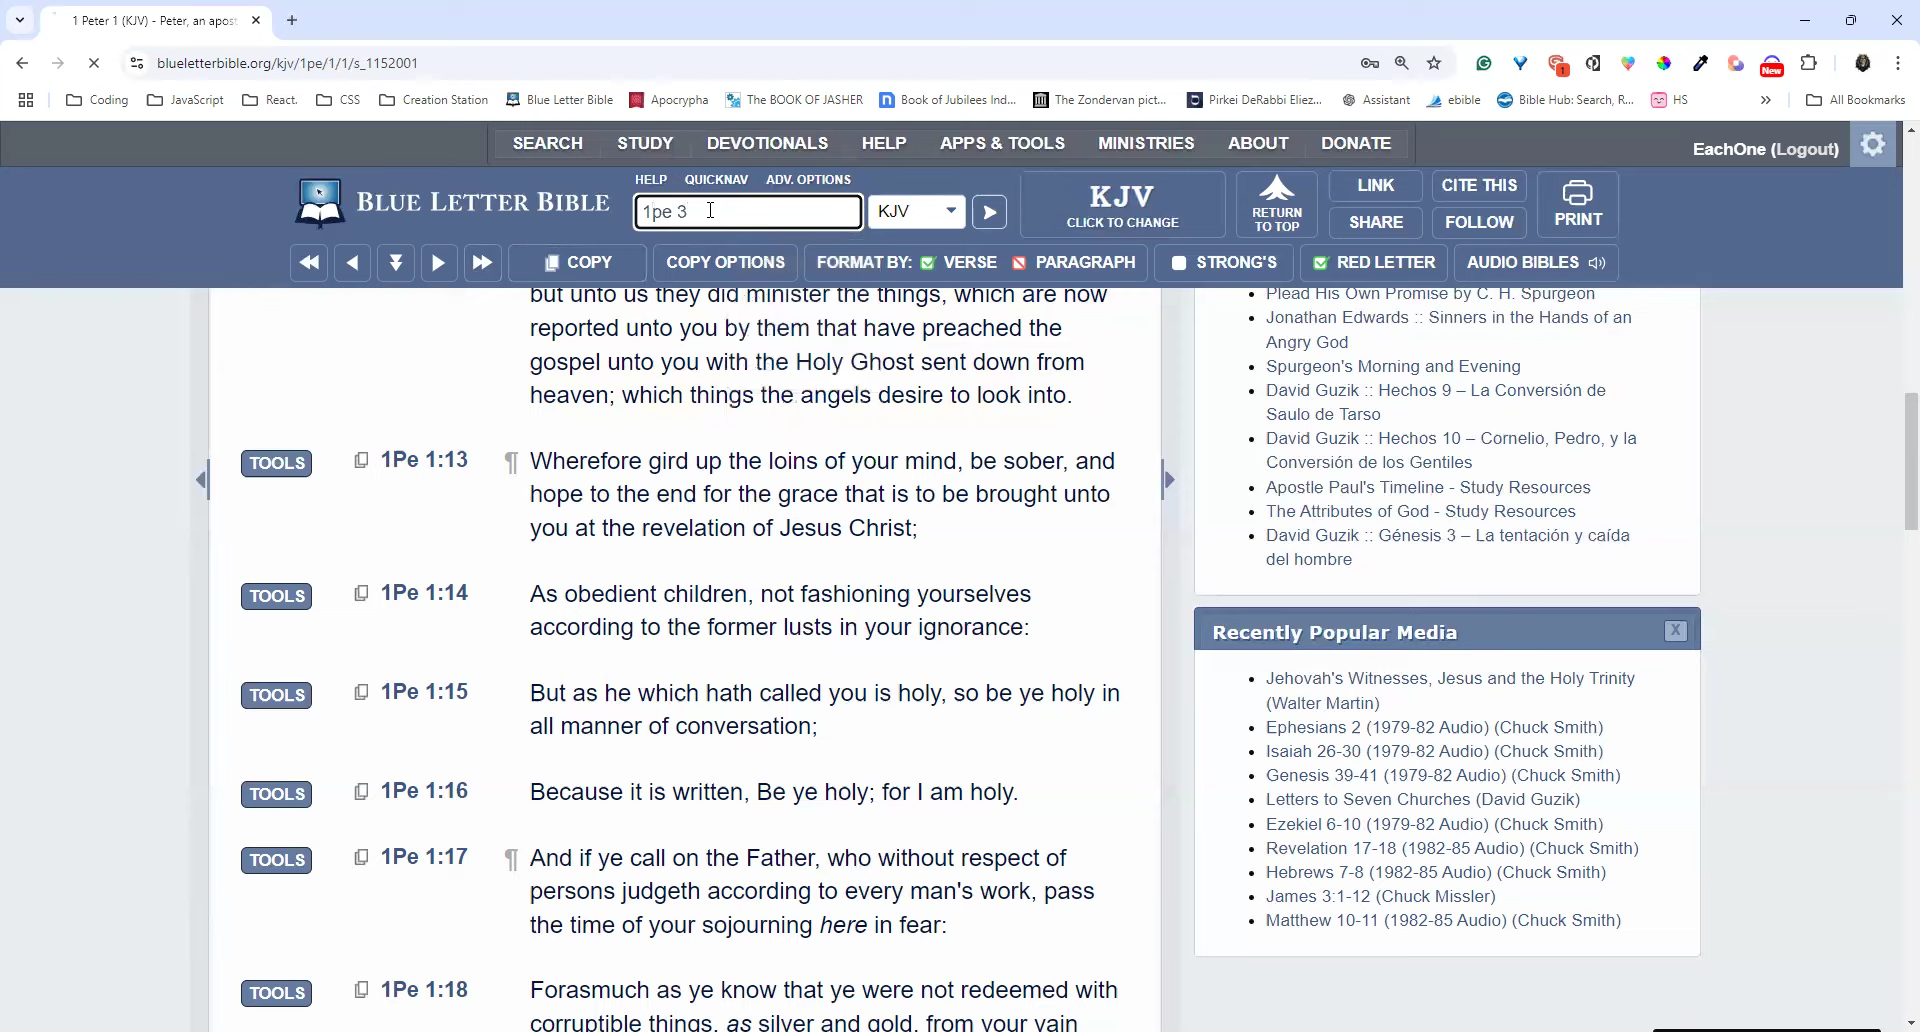 1 Peter 1 (KJV) - Peter, an apost
blueletterbible.org/kjv/1pe/1/1/s_1152001
1
New
Coding
JavaScript
React.
CSS
Creation Station
Blue Letter Bible
Apocrypha
The BOOK OF JASHER
Book of Jubilees Ind...
The Zondervan pict...
Pirkei DeRabbi Eliez...
Assistant
ebible
Bible Hub: Search, R...
HS
»
All Bookmarks
SEARCH
STUDY
DEVOTIONALS
HELP
APPS & TOOLS
MINISTRIES
ABOUT
DONATE
EachOne (Logout)
BLUE LETTER BIBLE
HELP
QUICKNAV
ADV. OPTIONS
1pe 3
KJV
KJV
CLICK TO CHANGE
RETURN
TO TOP
LINK
CITE THIS
SHARE
FOLLOW
PRINT
COPY
COPY OPTIONS
FORMAT BY:
VERSE
PARAGRAPH
STRONG'S
RED LETTER
AUDIO BIBLES
but unto us they did minister the things, which are now
reported unto you by them that have preached the
gospel unto you with the Holy Ghost sent down from
heaven; which things the angels desire to look into.
TOOLS
1Pe 1:13
¶ Wherefore gird up the loins of your mind, be sober, and
hope to the end for the grace that is to be brought unto
you at the revelation of Jesus Christ;
TOOLS
1Pe 1:14
As obedient children, not fashioning yourselves
according to the former lusts in your ignorance:
TOOLS
1Pe 1:15
But as he which hath called you is holy, so be ye holy in
all manner of conversation;
TOOLS
1Pe 1:16
Because it is written, Be ye holy; for I am holy.
TOOLS
1Pe 1:17
¶ And if ye call on the Father, who without respect of
persons judgeth according to every man's work, pass
the time of your sojourning here in fear:
TOOLS
1Pe 1:18
Forasmuch as ye know that ye were not redeemed with
corruptible things, as silver and gold, from your vain
Plead His Own Promise by C. H. Spurgeon
Jonathan Edwards :: Sinners in the Hands of an
Angry God
Spurgeon's Morning and Evening
David Guzik :: Hechos 9 – La Conversión de
Saulo de Tarso
David Guzik :: Hechos 10 – Cornelio, Pedro, y la
Conversión de los Gentiles
Apostle Paul's Timeline - Study Resources
The Attributes of God - Study Resources
David Guzik :: Génesis 3 – La tentación y caída
del hombre
Recently Popular Media
X
Jehovah's Witnesses, Jesus and the Holy Trinity
(Walter Martin)
Ephesians 2 (1979-82 Audio) (Chuck Smith)
Isaiah 26-30 (1979-82 Audio) (Chuck Smith)
Genesis 39-41 (1979-82 Audio) (Chuck Smith)
Letters to Seven Churches (David Guzik)
Ezekiel 6-10 (1979-82 Audio) (Chuck Smith)
Revelation 17-18 (1982-85 Audio) (Chuck Smith)
Hebrews 7-8 (1982-85 Audio) (Chuck Smith)
James 3:1-12 (Chuck Missler)
Matthew 10-11 (1982-85 Audio) (Chuck Smith)